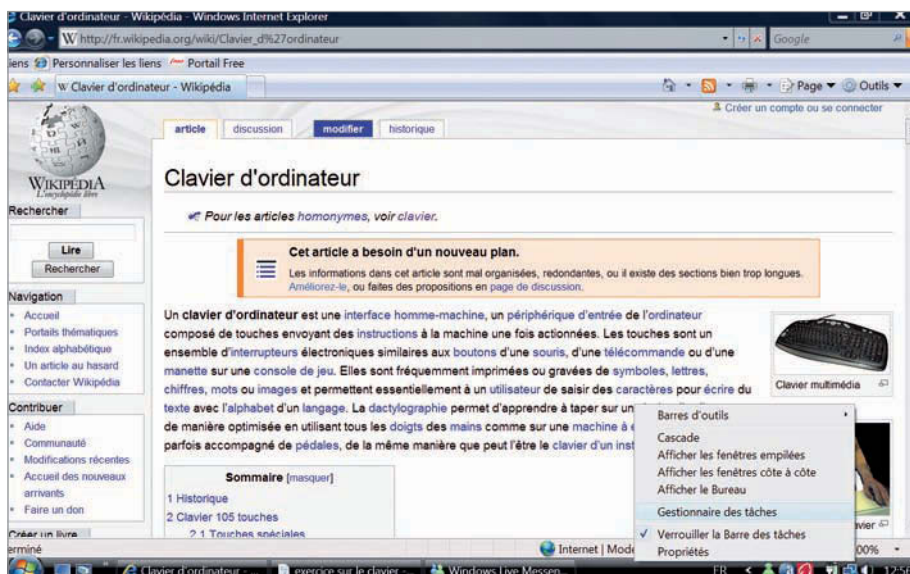 Clavier d'ordinateur - Wikipédia - Windows Internet Explorer
W http://fr.wikipedia.org/wiki/Clavier_d%27ordinateur
Google
iens Personnaliser les liens Portail Free
W Clavier d'ordinateur - Wikipédia
Page Outils
Créer un compte ou se connecter
article discussion modifier historique
WIKIPÉDIA
L'encyclopédie libre
Clavier d'ordinateur
Pour les articles homonymes, voir clavier.
Cet article a besoin d'un nouveau plan.
Les informations dans cet article sont mal organisées, redondantes, ou il existe des sections bien trop longues.
Améliorez-le, ou faites des propositions en page de discussion.
Rechercher
Lire
Rechercher
Navigation
Accueil
Portails thématiques
Index alphabétique
Un article au hasard
Contacter Wikipédia
Contribuer
Aide
Communauté
Modifications récentes
Accueil des nouveaux
arrivants
Faire un don
Créer un livre
Un clavier d'ordinateur est une interface homme-machine, un périphérique d'entrée de l'ordinateur
composé de touches envoyant des instructions à la machine une fois actionnées. Les touches sont un
ensemble d'interrupteurs électroniques similaires aux boutons d'une souris, d'une télécommande ou d'une
manette sur une console de jeu. Elles sont fréquemment imprimées ou gravées de symboles, lettres,
chiffres, mots ou images et permettent essentiellement à un utilisateur de saisir des caractères pour écrire du
texte avec l'alphabet d'un langage. La dactylographie permet d'apprendre à taper sur un
de manière optimisée en utilisant tous les doigts des mains comme sur une machine à é
parfois accompagné de pédales, de la même manière que peut l'être le clavier d'un inst
Clavier multimédia
Sommaire [masquer]
1 Historique
2 Clavier 105 touches
2.1 Touches spéciales
Barres d'outils
Cascade
Afficher les fenêtres empilées
Afficher les fenêtres côte à côte
Afficher le Bureau
Gestionnaire des tâches
Verrouiller la Barre des tâches
Propriétés
vier
erminé
Internet | Mode
00%
Clavier d'ordinateur - ...
exercice sur le clavier -...
Windows Live Messen...
FR
12:56